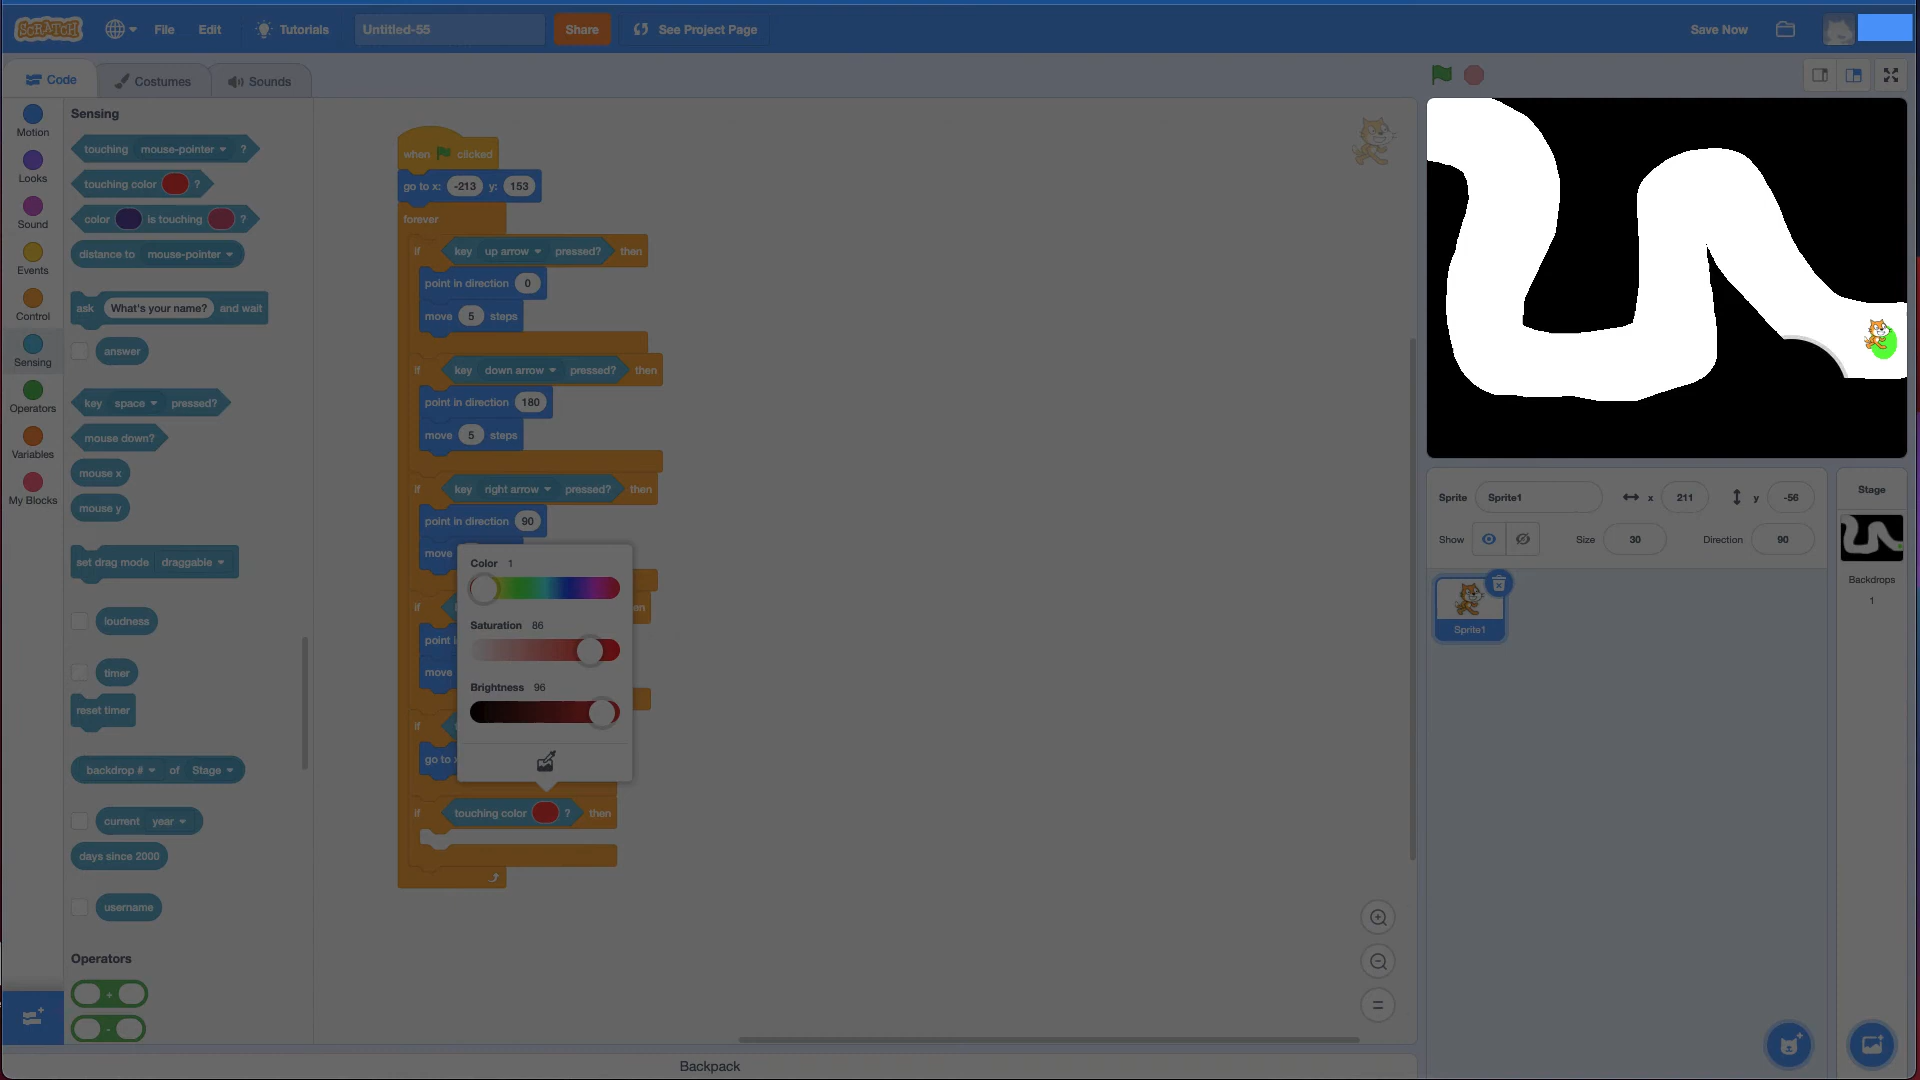 SCRATCH File Edit Tutorials Untitled-55 Share See Project Page Save Now
Code Costumes Sounds
Motion
Looks
Sound
Events
Control
Sensing
Operators
Variables
My Blocks
Sensing
touching mouse-pointer ?
touching color ?
color is touching ?
distance to mouse-pointer
ask What's your name? and wait
answer
key space pressed?
mouse down?
mouse x
mouse y
set drag mode draggable
loudness
timer
reset timer
backdrop # of Stage
current year
days since 2000
username
Operators
+
-
when clicked
go to x: -213 y: 153
forever
if key up arrow pressed? then
point in direction 0
move 5 steps
if key down arrow pressed? then
point in direction 180
move 5 steps
if key right arrow pressed? then
point in direction 90
move
if
point
move
if
go to x
if touching color ? then
Color 1
Saturation 86
Brightness 96
Backpack
Sprite Sprite1 x 211 y -56
Show Size 30 Direction 90
Sprite1
Stage
Backdrops
1